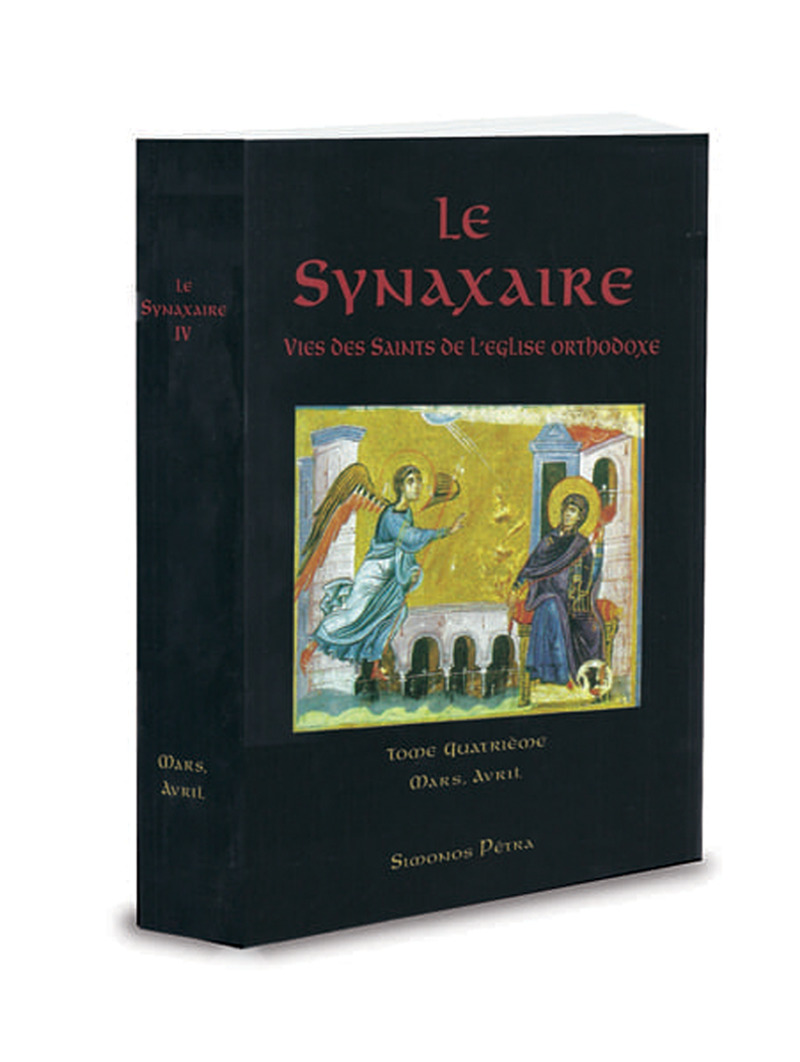 Le
Synaxaire
IV
Mars,
Avril
Le
Synaxaire
Vies des Saints de l'eglise orthodoxe
Tome Quatrième
Mars, Avril
Simonos Pétra